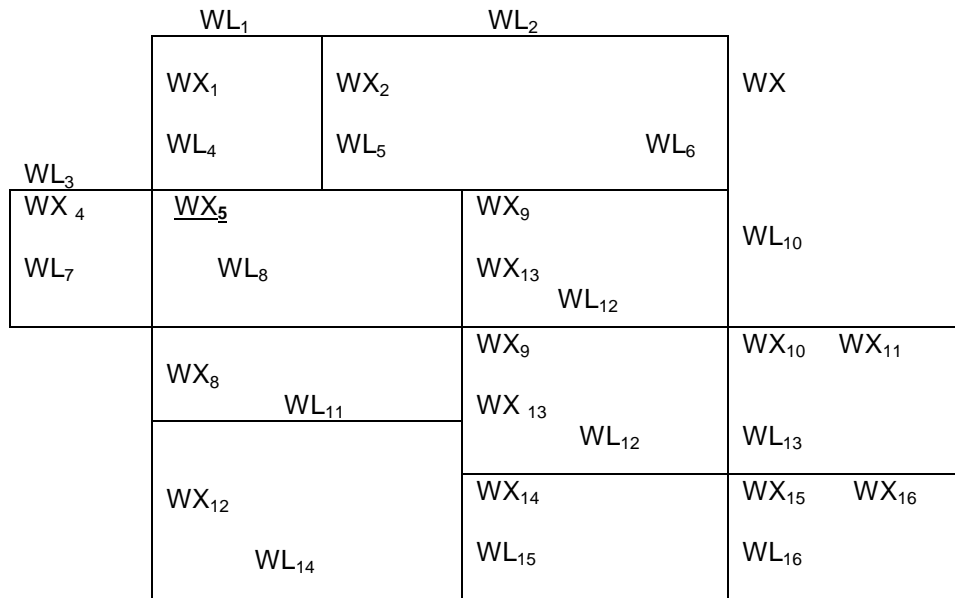 WL₁ WL₂
WX₁ WX₂ WX
WL₄ WL₅ WL₆
WL₃
WX ₄ WX₅ WX₉
WL₁₀
WL₇ WL₈ WX₁₃
WL₁₂
WX₉ WX₁₀ WX₁₁
WX₈
WL₁₁ WX ₁₃
WL₁₂ WL₁₃
WX₁₂ WX₁₄ WX₁₅ WX₁₆
WL₁₄ WL₁₅ WL₁₆